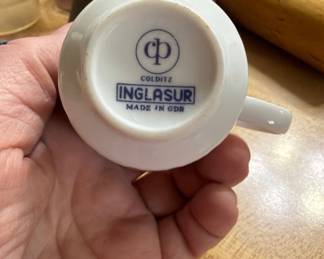 cp
COLDITZ
INGLASUR
MADE IN GDR